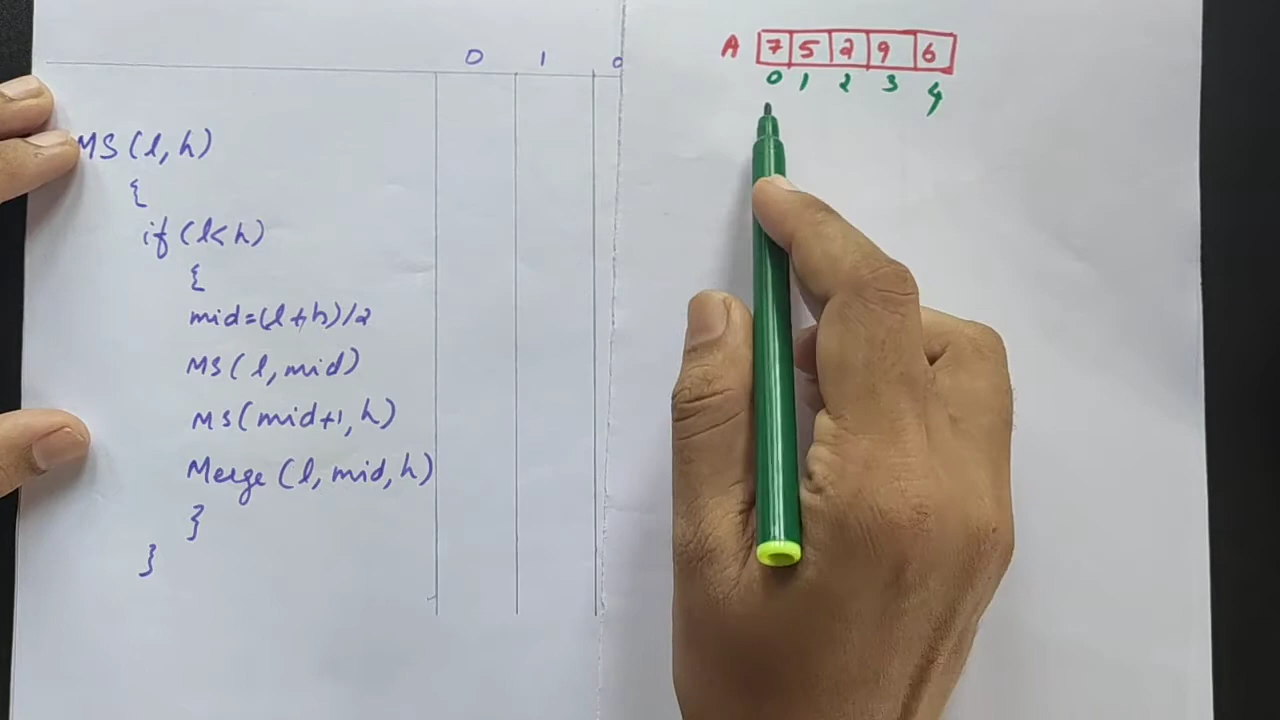 0 1 0
MS(l,h)
{
if(l<h)
{
mid=(l+h)/2
MS(l,mid)
MS(mid+1,h)
Merge(l,mid,h)
}
}
A 7 5 2 9 6
0 1 2 3 4